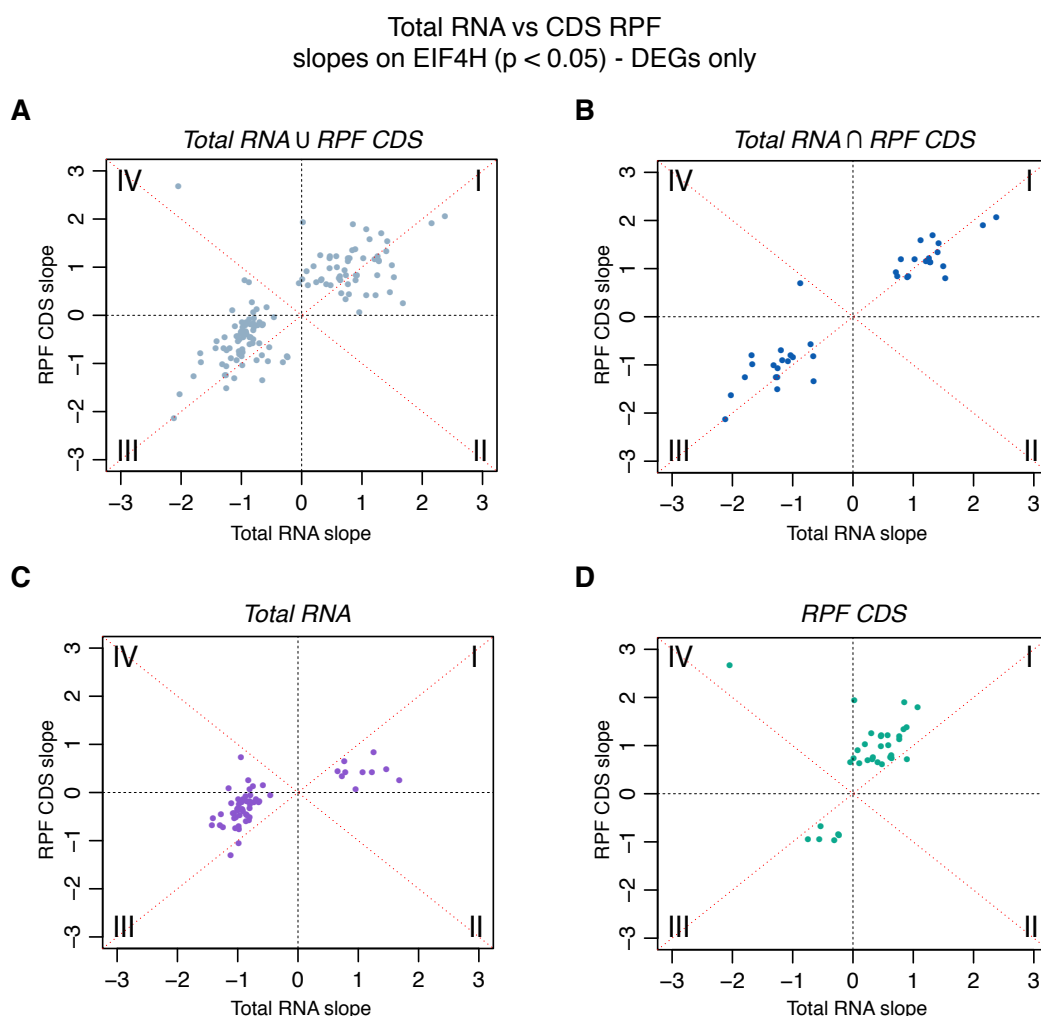 Total RNA vs CDS RPF
slopes on EIF4H (p < 0.05) - DEGs only
A
Total RNA ∪ RPF CDS
IV
I
III
II
3
2
1
0
−1
−2
−3
RPF CDS slope
−3 −2 −1 0 1 2 3
Total RNA slope
B
Total RNA ∩ RPF CDS
IV
I
III
II
3
2
1
0
−1
−2
−3
RPF CDS slope
−3 −2 −1 0 1 2 3
Total RNA slope
C
Total RNA
IV
I
III
II
3
2
1
0
−1
−2
−3
RPF CDS slope
−3 −2 −1 0 1 2 3
Total RNA slope
D
RPF CDS
IV
I
III
II
3
2
1
0
−1
−2
−3
RPF CDS slope
−3 −2 −1 0 1 2 3
Total RNA slope